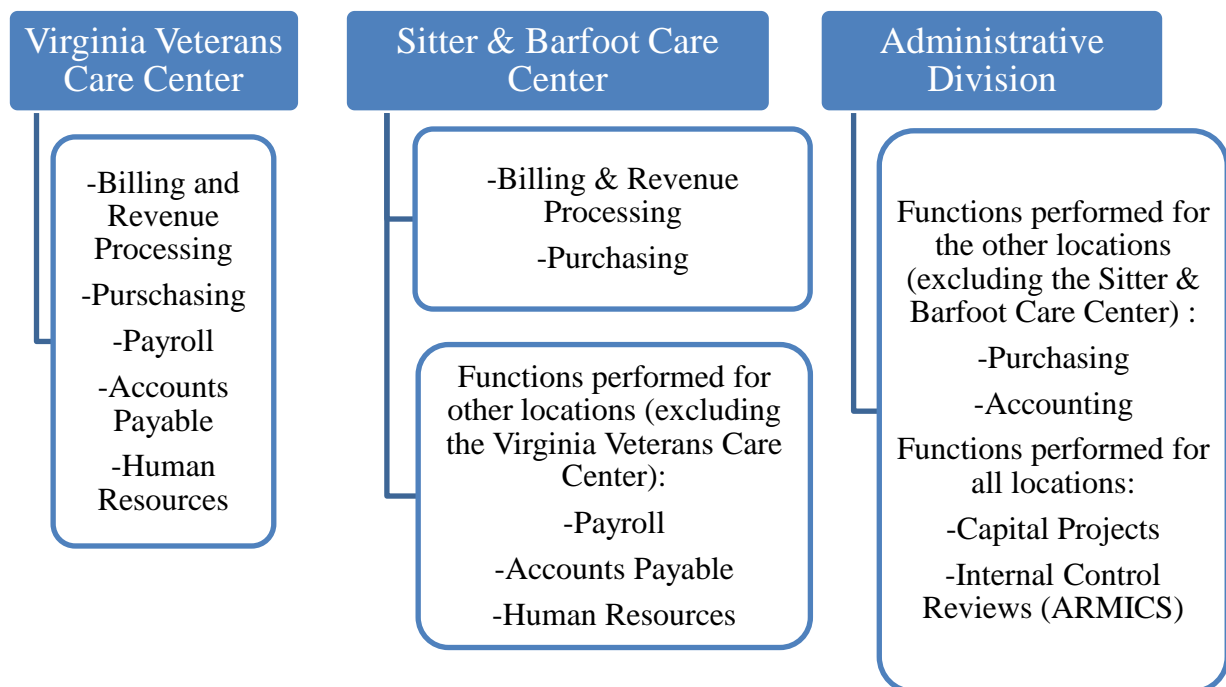 Virginia Veterans
Care Center
-Billing and
Revenue
Processing
-Purschasing
-Payroll
-Accounts
Payable
-Human
Resources
Sitter & Barfoot Care
Center
-Billing & Revenue
Processing
-Purchasing
Functions performed for
other locations (excluding
the Virginia Veterans Care
Center):
-Payroll
-Accounts Payable
-Human Resources
Administrative
Division
Functions performed for
the other locations
(excluding the Sitter &
Barfoot Care Center) :
-Purchasing
-Accounting
Functions performed for
all locations:
-Capital Projects
-Internal Control
Reviews (ARMICS)